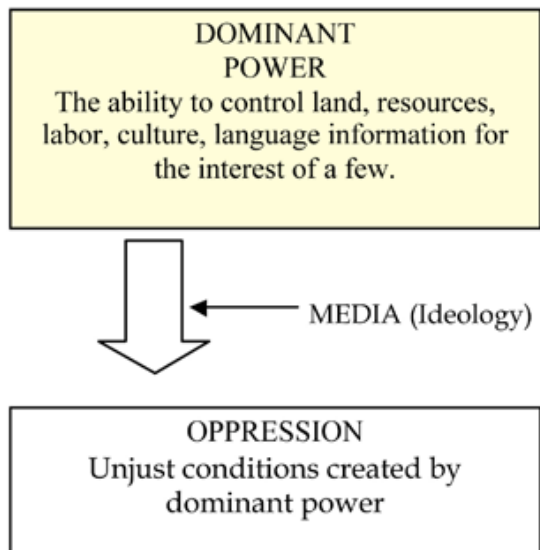 DOMINANT
POWER
The ability to control land, resources,
labor, culture, language information for
the interest of a few.
MEDIA (Ideology)
OPPRESSION
Unjust conditions created by
dominant power